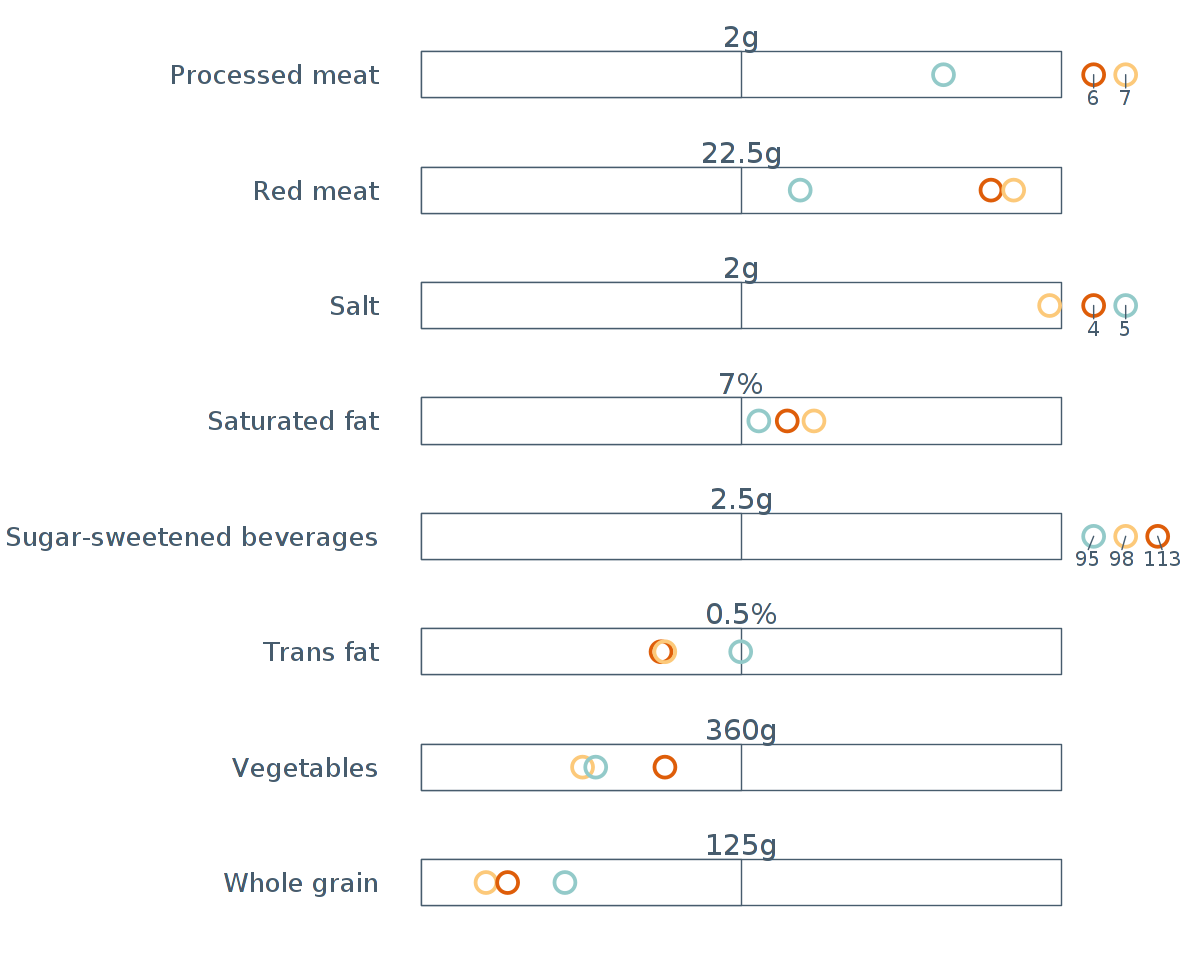 2g
Processed meat
6 7
22.5g
Red meat
2g
Salt
4 5
7%
Saturated fat
2.5g
Sugar-sweetened beverages
95 98 113
0.5%
Trans fat
360g
Vegetables
125g
Whole grain